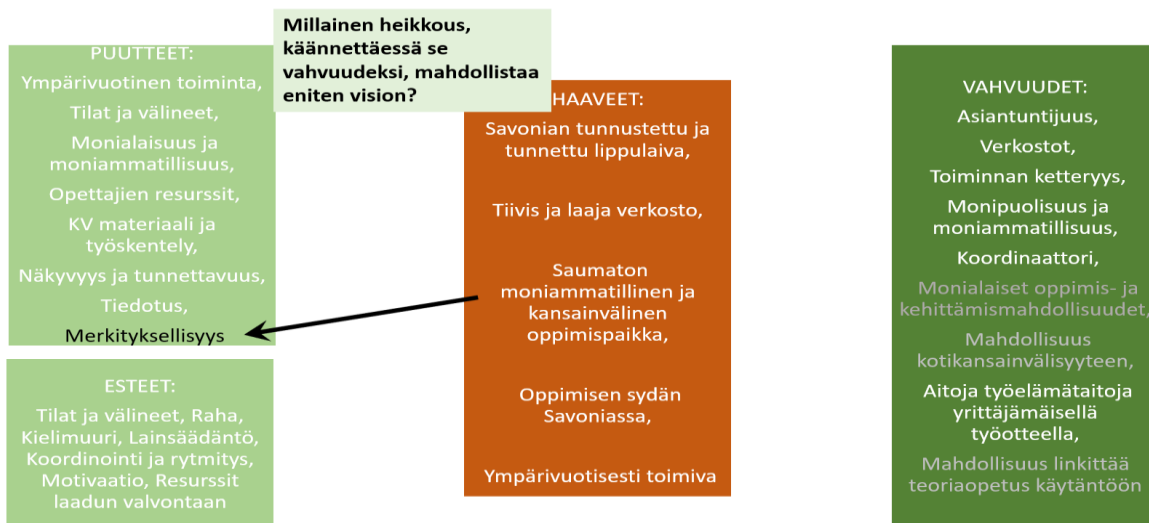 Millainen heikkous,
käännettäessä se
vahvuudeksi, mahdollistaa
eniten vision?
PUUTTEET:
Ympärivuotinen toiminta,
Tilat ja välineet,
Monialaisuus ja
moniammatillisuus,
Opettajien resurssit,
KV materiaali ja
työskentely,
Näkyvyys ja tunnettavuus,
Tiedotus,
Merkityksellisyys
ESTEET:
Tilat ja välineet, Raha,
Kielimuuri, Lainsäädäntö,
Koordinointi ja rytmitys,
Motivaatio, Resurssit
laadun valvontaan
HAAVEET:
Savonian tunnustettu ja
tunnettu lippulaiva,
Tiivis ja laaja verkosto,
Saumaton
moniammatillinen ja
kansainvälinen
oppimispaikka,
Oppimisen sydän
Savoniassa,
Ympärivuotisesti toimiva
VAHVUUDET:
Asiantuntijuus,
Verkostot,
Toiminnan ketteryys,
Monipuolisuus ja
moniammatillisuus,
Koordinaattori,
Monialaiset oppimis- ja
kehittämismahdollisuudet,
Mahdollisuus
kotikansainvälisyyteen,
Aitoja työelämätaitoja
yrittäjämäisellä
työotteella,
Mahdollisuus linkittää
teoriaopetus käytäntöön